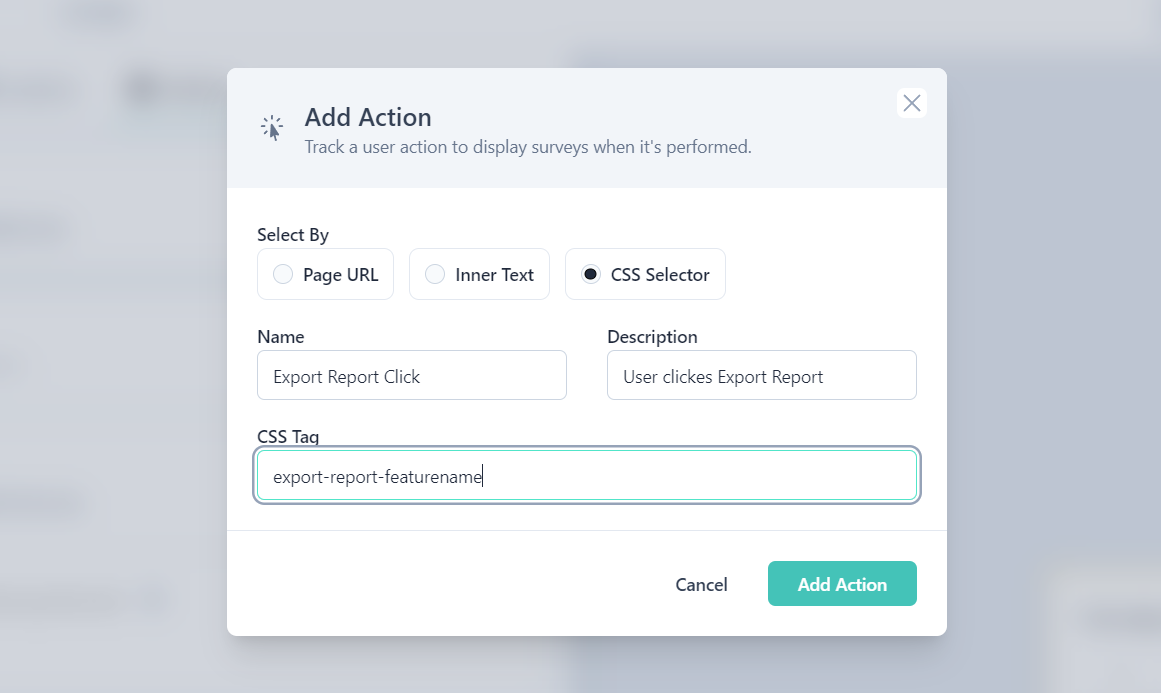 Add Action
Track a user action to display surveys when it's performed.
Select By
Page URL
Inner Text
CSS Selector
Name
Description
Export Report Click
User clickes Export Report
CSS Tag
export-report-featurename
Cancel
Add Action